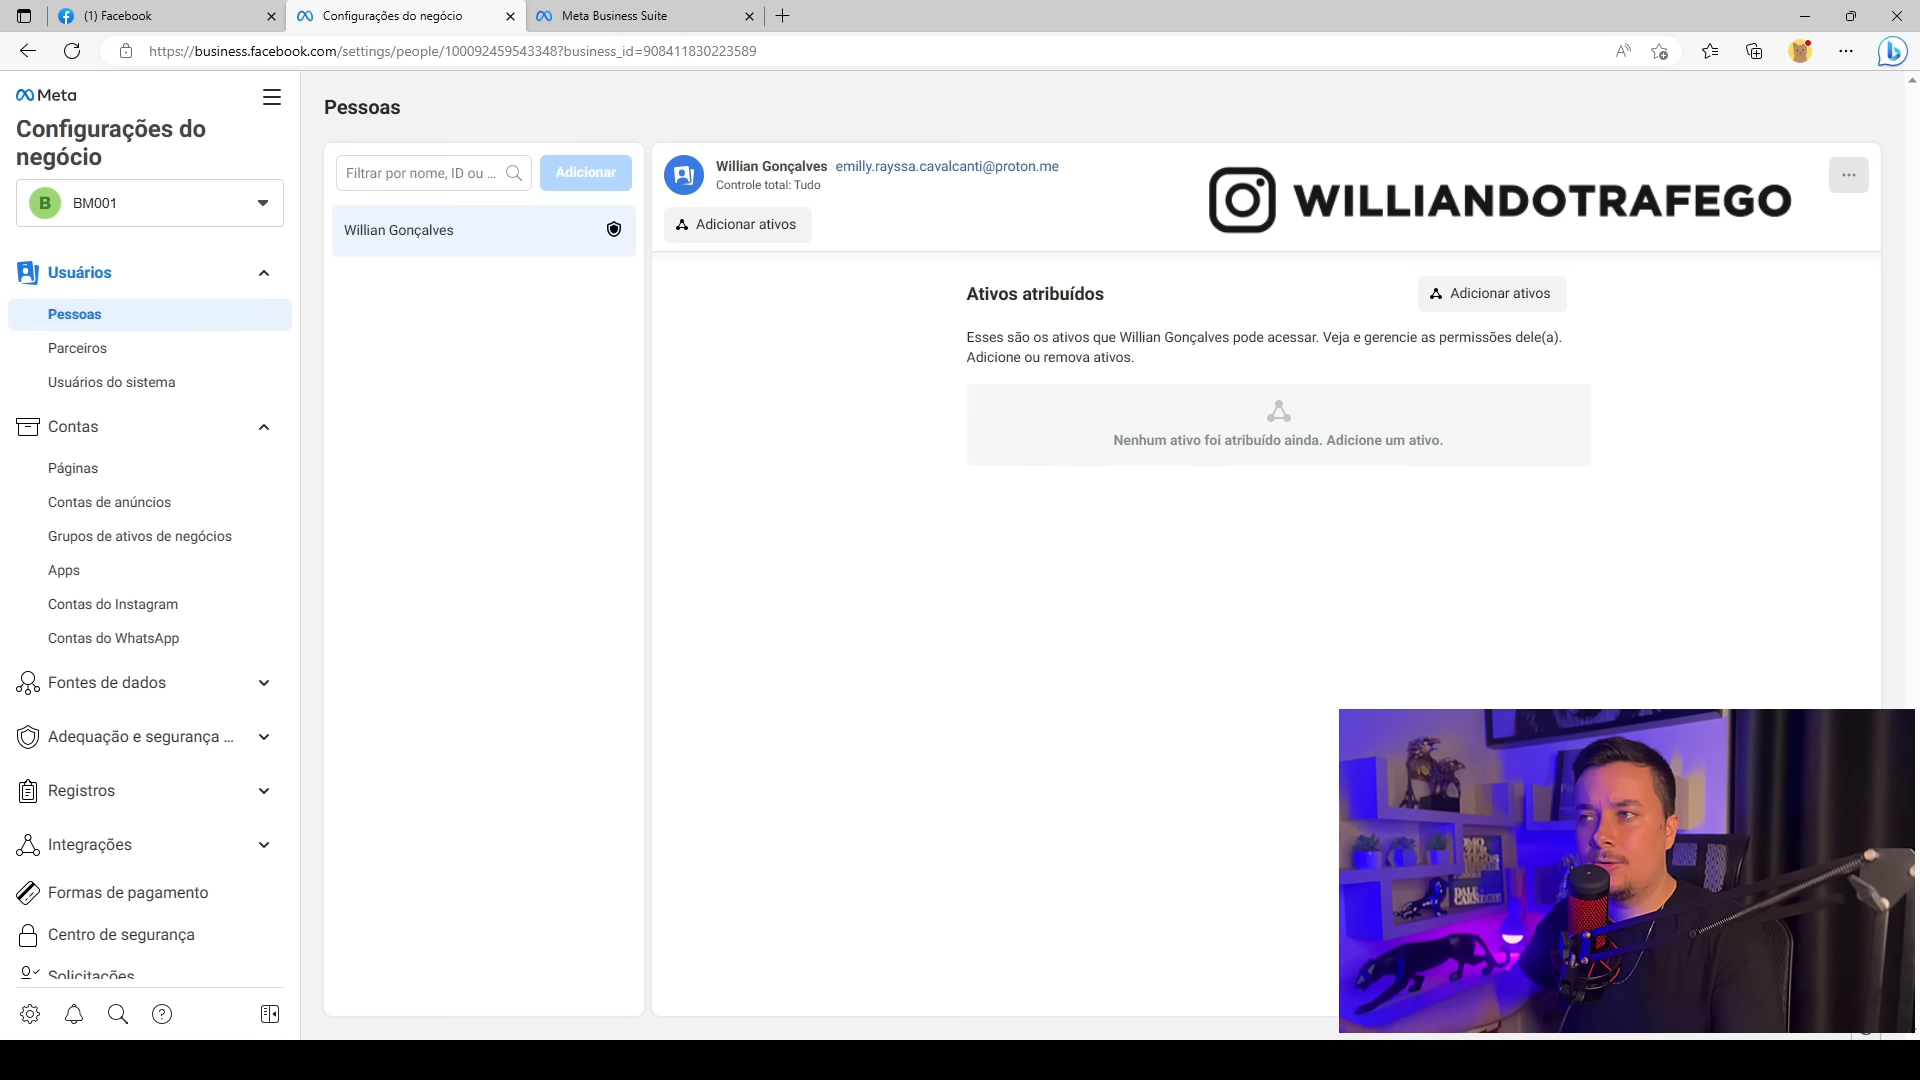 (1) Facebook
Configurações do negócio
Meta Business Suite
https://business.facebook.com/settings/people/100092459543348?business_id=908411830223589
Meta
Configurações do
negócio
B BM001
Usuários
Pessoas
Parceiros
Usuários do sistema
Contas
Páginas
Contas de anúncios
Grupos de ativos de negócios
Apps
Contas do Instagram
Contas do WhatsApp
Fontes de dados
Adequação e segurança ...
Registros
Integrações
Formas de pagamento
Centro de segurança
Solicitações
Pessoas
Filtrar por nome, ID ou ...
Adicionar
Willian Gonçalves
Willian Gonçalves emilly.rayssa.cavalcanti@proton.me
Controle total: Tudo
Adicionar ativos
WILLIANDOTRAFEGO
Ativos atribuídos
Adicionar ativos
Esses são os ativos que Willian Gonçalves pode acessar. Veja e gerencie as permissões dele(a).
Adicione ou remova ativos.
Nenhum ativo foi atribuído ainda. Adicione um ativo.
DALE
CARNEGIE